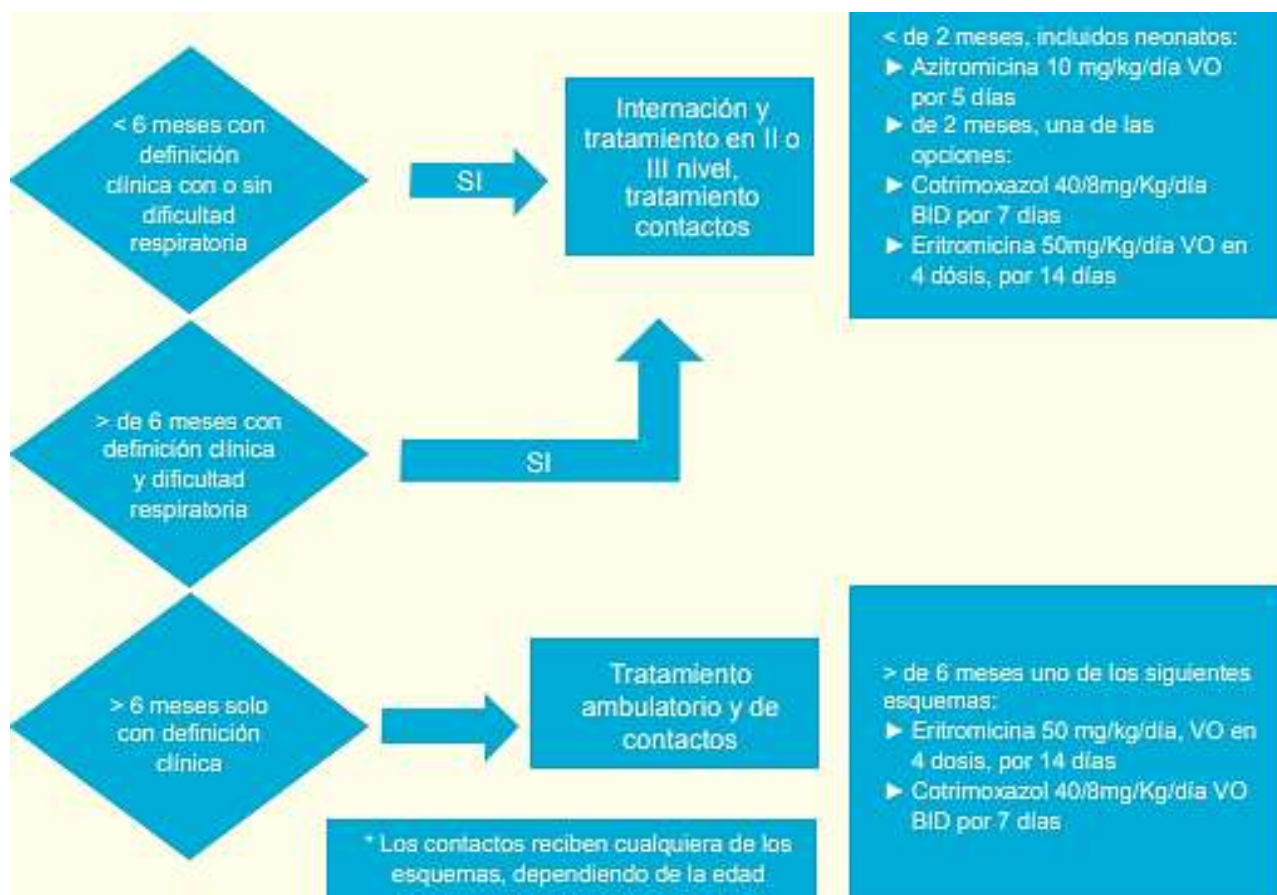 < 6 meses con
definición
clínica con o sin
dificultad
respiratoria
SI
Internación y
tratamiento en II o
III nivel,
tratamiento
contactos
< de 2 meses, incluidos neonatos:
► Azitromicina 10 mg/kg/día VO
por 5 días
► de 2 meses, una de las
opciones:
► Cotrimoxazol 40/8mg/Kg/día
BID por 7 días
► Eritromicina 50mg/Kg/día VO en
4 dósis, por 14 días
> de 6 meses con
definición clínica
y dificultad
respiratoria
SI
> 6 meses solo
con definición
clínica
Tratamiento
ambulatorio y de
contactos
> de 6 meses uno de los siguientes
esquemas:
► Eritromicina 50 mg/kg/dia, VO en
4 dosis, por 14 días
► Cotrimoxazol 40/8mg/Kg/día VO
BID por 7 días
* Los contactos reciben cualquiera de los
esquemas, dependiendo de la edad